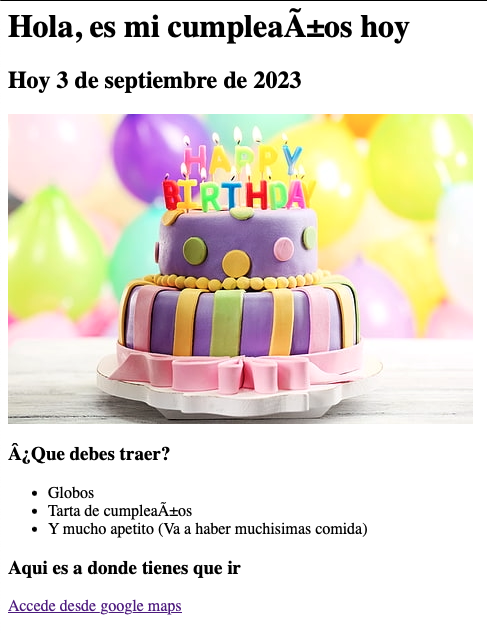 Hola, es mi cumpleaÃ±os hoy
Hoy 3 de septiembre de 2023
HAPPY
BIRTHDAY
Â¿Que debes traer?
Globos
Tarta de cumpleaÃ±os
Y mucho apetito (Va a haber muchisimas comida)
Aqui es a donde tienes que ir
Accede desde google maps